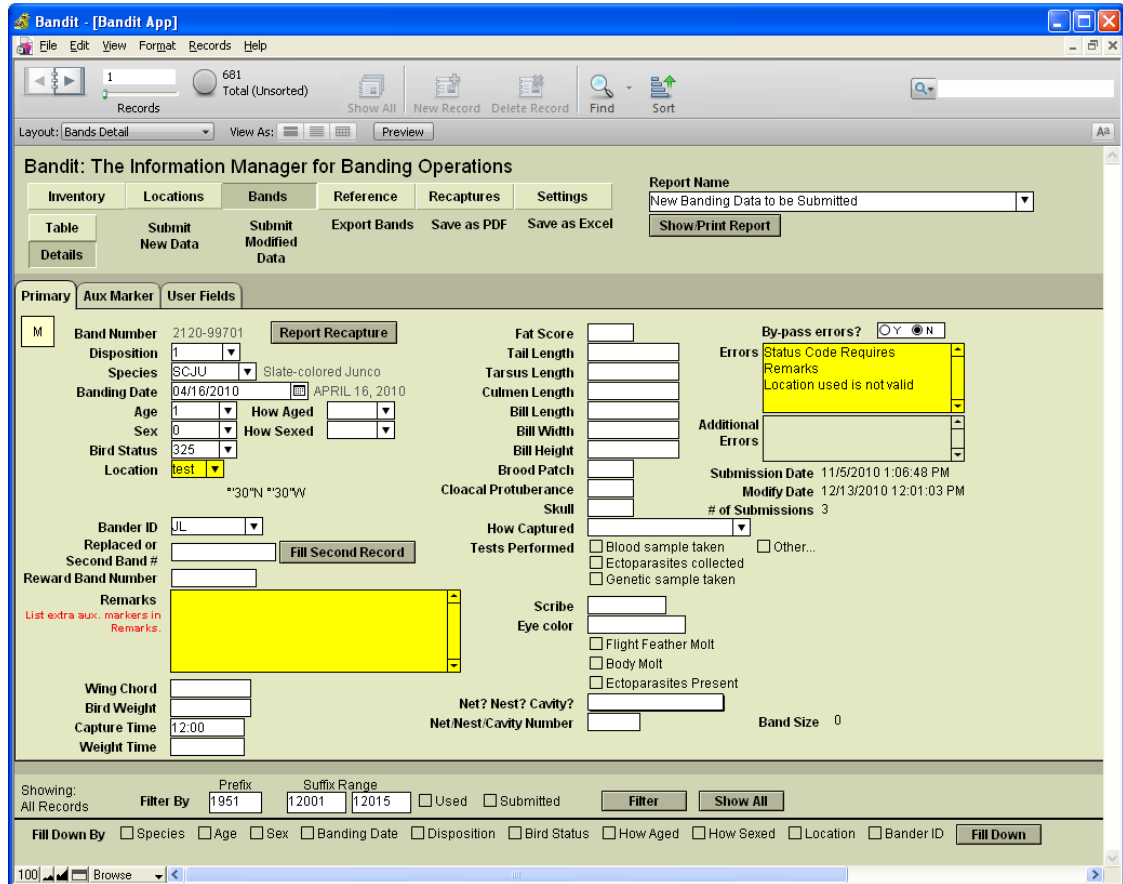 Bandit - [Bandit App]
File Edit View Format Records Help
1
Records
681
Total (Unsorted)
Show All New Record Delete Record Find Sort
Layout: Bands Detail View As: Preview Aa
Bandit: The Information Manager for Banding Operations
Inventory Locations Bands Reference Recaptures Settings
Table Submit New Data Submit Modified Data Export Bands Save as PDF Save as Excel
Details
Report Name
New Banding Data to be Submitted
Show/Print Report
Primary Aux Marker User Fields
M
Band Number 2120-99701 Report Recapture
Disposition 1
Species SCJU Slate-colored Junco
Banding Date 04/16/2010 APRIL 16, 2010
Age 1 How Aged
Sex 0 How Sexed
Bird Status 325
Location test
°'30"N °'30"W
Bander ID JL
Replaced or
Second Band # Fill Second Record
Reward Band Number
Remarks
List extra aux. markers in
Remarks.
Wing Chord
Bird Weight
Capture Time 12:00
Weight Time
Fat Score
Tail Length
Tarsus Length
Culmen Length
Bill Length
Bill Width
Bill Height
Brood Patch
Cloacal Protuberance
Skull
How Captured
Tests Performed Blood sample taken Other...
Ectoparasites collected
Genetic sample taken
Scribe
Eye color
Flight Feather Molt
Body Molt
Ectoparasites Present
Net? Nest? Cavity?
Net/Nest/Cavity Number
By-pass errors? Y N
Errors Status Code Requires
Remarks
Location used is not valid
Additional
Errors
Submission Date 11/5/2010 1:06:48 PM
Modify Date 12/13/2010 12:01:03 PM
# of Submissions 3
Band Size 0
Showing:
All Records
Filter By
Prefix Suffix Range
1951 12001 12015 Used Submitted Filter Show All
Fill Down By Species Age Sex Banding Date Disposition Bird Status How Aged How Sexed Location Bander ID Fill Down
100 Browse